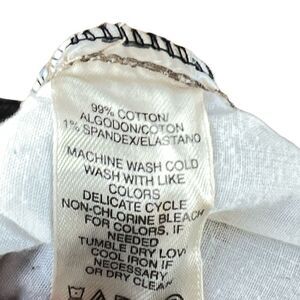 99% COTTON/
ALGODON/COTON
1% SPANDEX/ELASTANO
MACHINE WASH COLD
WASH WITH LIKE
COLORS
DELICATE CYCLE
NON-CHLORINE BLEACH
FOR COLORS, IF
NEEDED
TUMBLE DRY LOW
COOL IRON IF
NECESSARY
OR DRY CLEAN